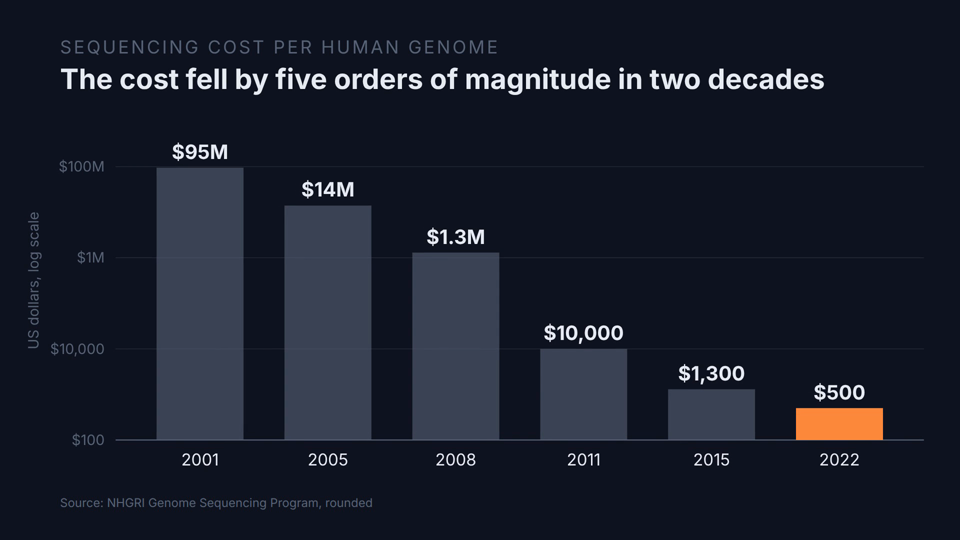 SEQUENCING COST PER HUMAN GENOME
The cost fell by five orders of magnitude in two decades
US dollars, log scale
$100M
$1M
$10,000
$100
$95M
$14M
$1.3M
$10,000
$1,300
$500
2001 2005 2008 2011 2015 2022
Source: NHGRI Genome Sequencing Program, rounded